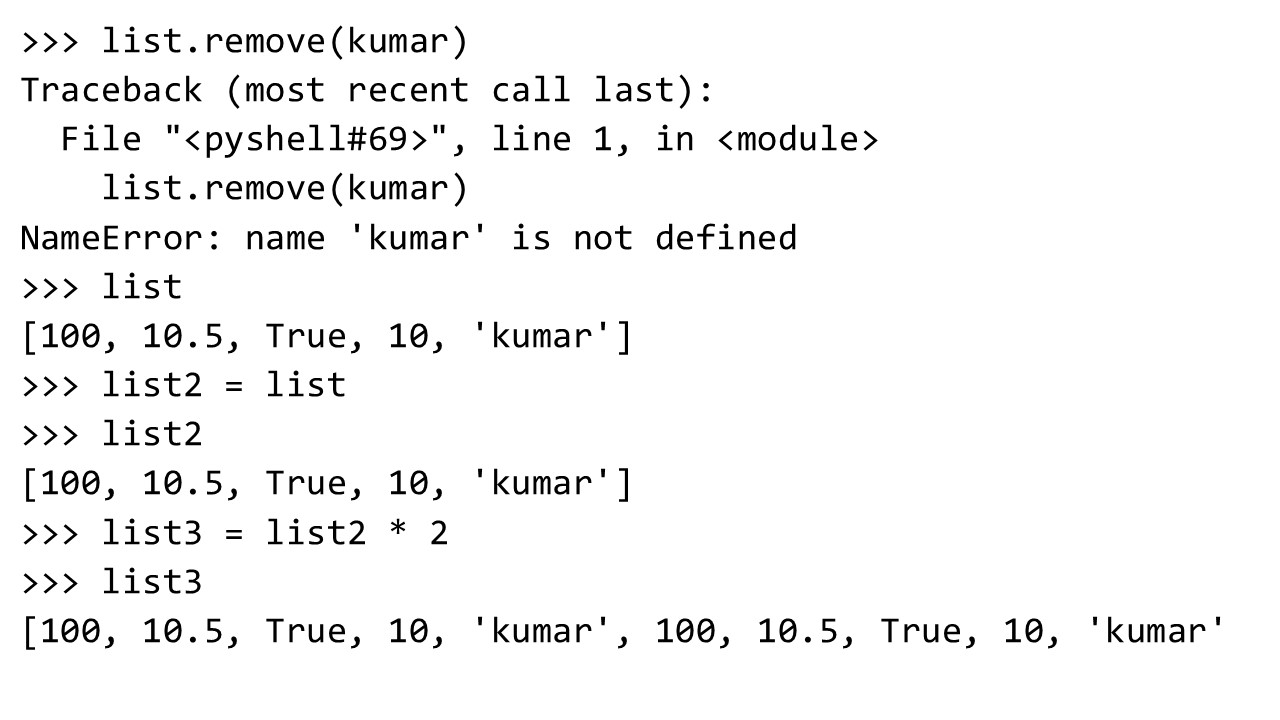 >>> list.remove(kumar)
Traceback (most recent call last):
  File "<pyshell#69>", line 1, in <module>
    list.remove(kumar)
NameError: name 'kumar' is not defined
>>> list
[100, 10.5, True, 10, 'kumar']
>>> list2 = list
>>> list2
[100, 10.5, True, 10, 'kumar']
>>> list3 = list2 * 2
>>> list3
[100, 10.5, True, 10, 'kumar', 100, 10.5, True, 10, 'kumar'